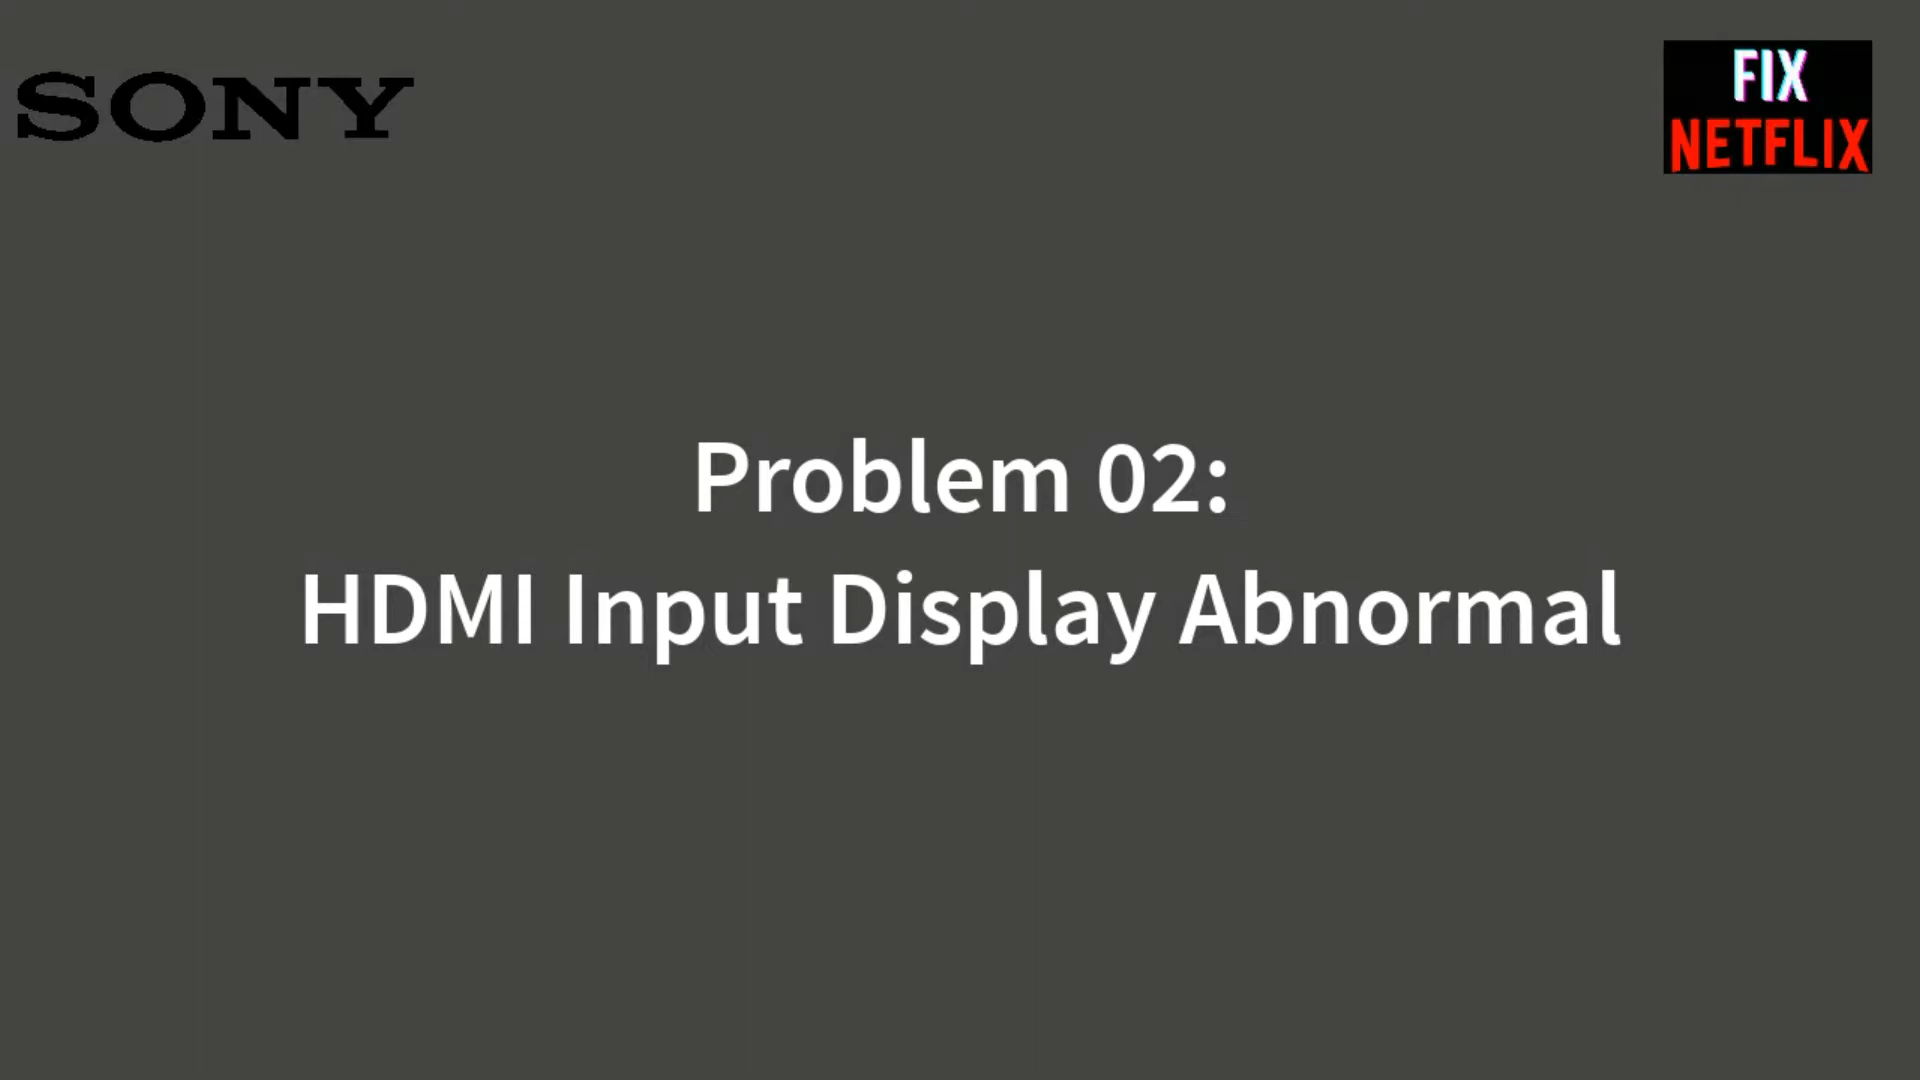 SONY
FIX
NETFLIX
Problem 02:
HDMI Input Display Abnormal